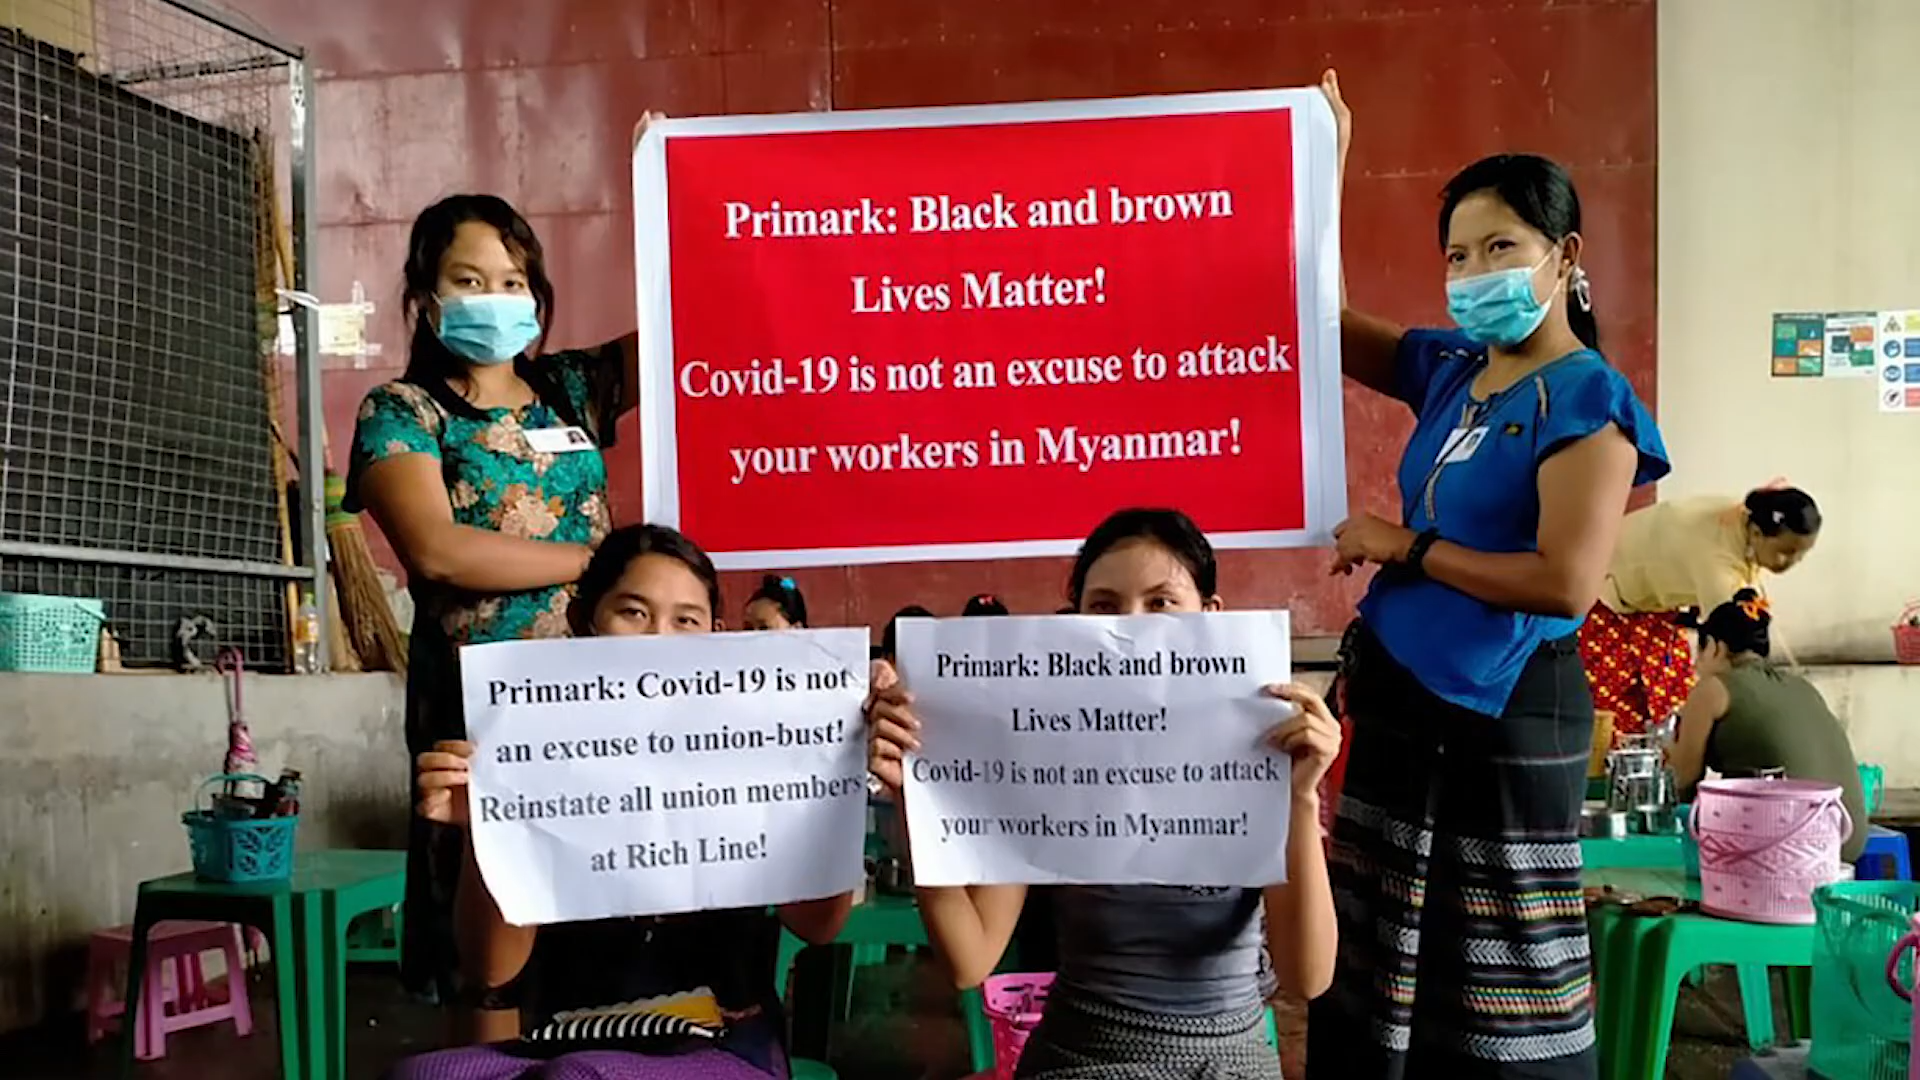 Primark: Black and brown
Lives Matter!
Covid-19 is not an excuse to attack
your workers in Myanmar!
Primark: Covid-19 is not
an excuse to union-bust!
Reinstate all union members
at Rich Line!
Primark: Black and brown
Lives Matter!
Covid-19 is not an excuse to attack
your workers in Myanmar!